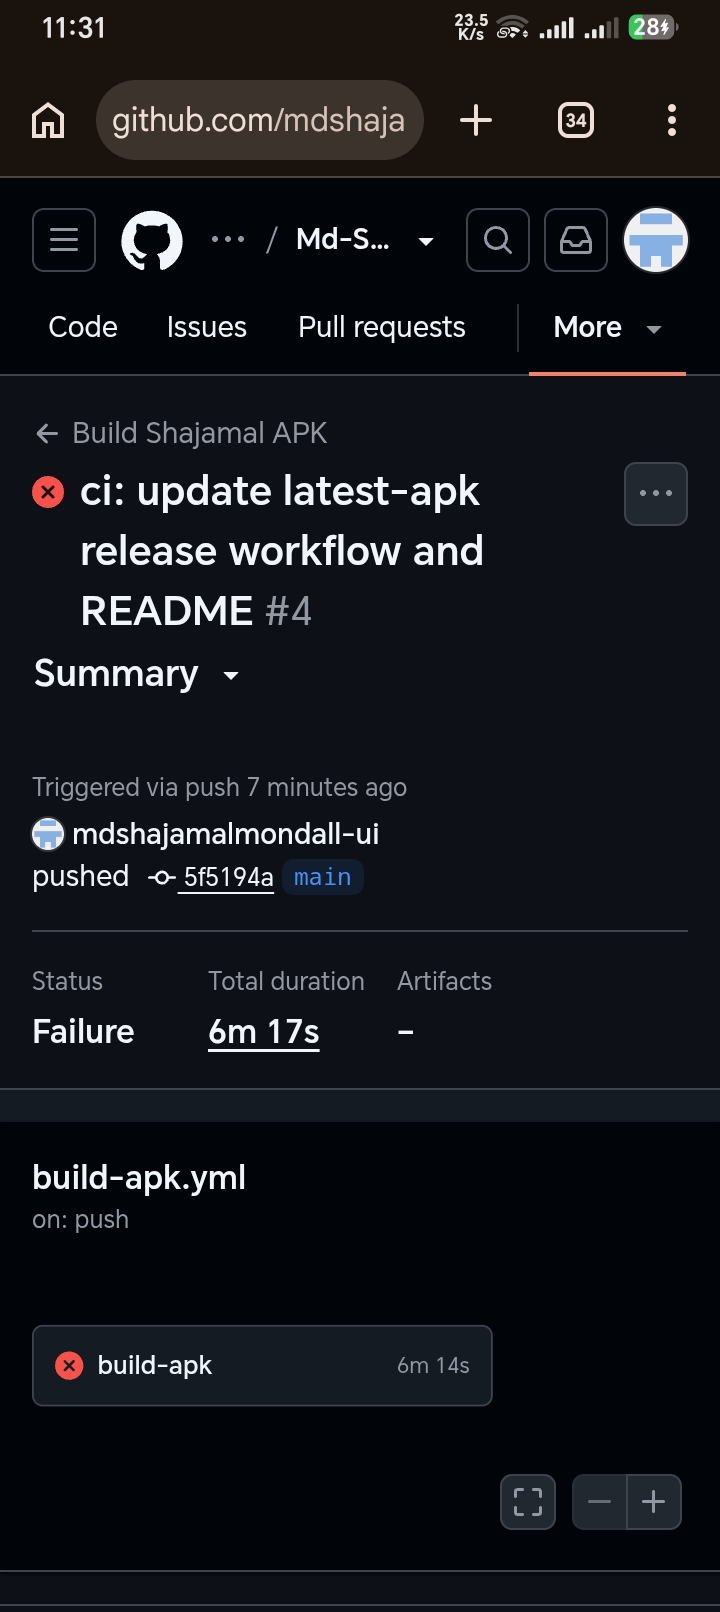 11:31
23.5 K/s
28
github.com/mdshaja
34
... / Md-S...
Code Issues Pull requests More
← Build Shajamal APK
ci: update latest-apk
release workflow and
README #4
Summary
Triggered via push 7 minutes ago
mdshajamalmondall-ui
pushed 5f5194a main
Status Total duration Artifacts
Failure 6m 17s –
build-apk.yml
on: push
build-apk 6m 14s